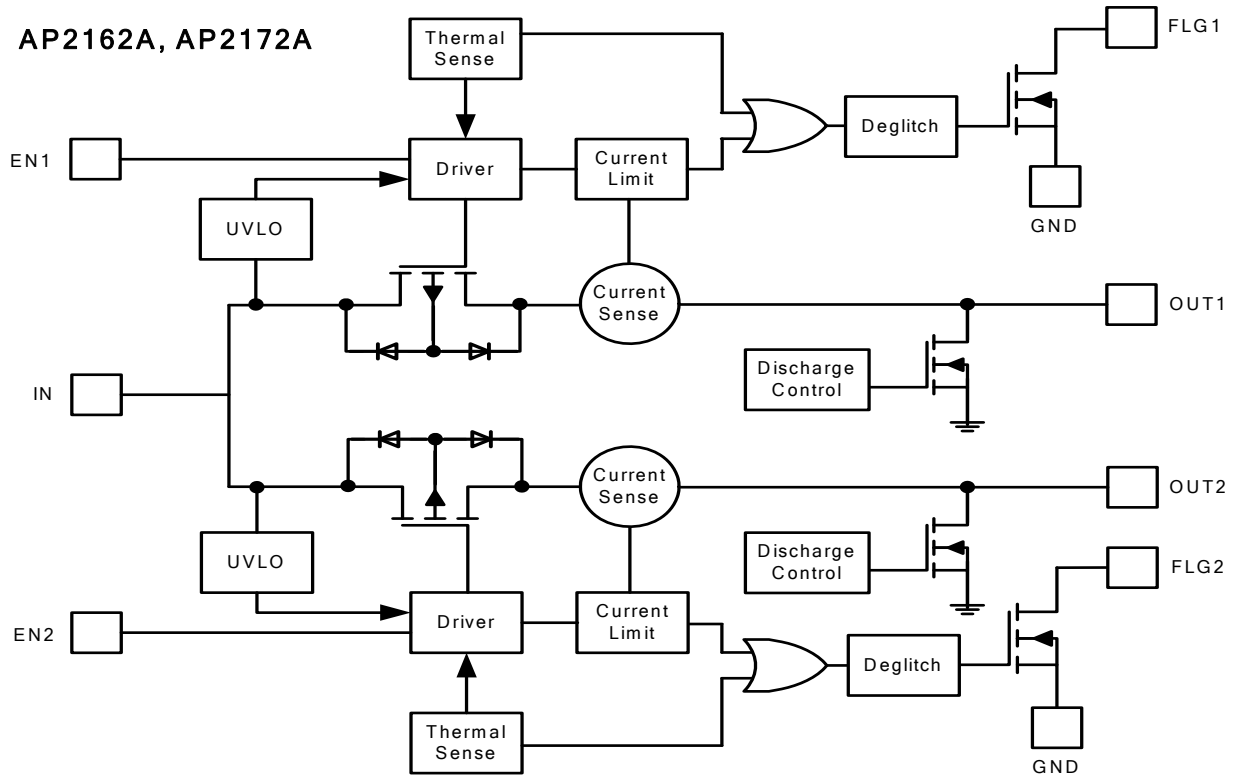 AP2162A, AP2172A
Thermal
Sense
FLG1
EN1
Driver
Current
Limit
Deglitch
UVLO
GND
Current
Sense
OUT1
Discharge
Control
IN
Current
Sense
OUT2
UVLO
Discharge
Control
FLG2
EN2
Driver
Current
Limit
Deglitch
Thermal
Sense
GND